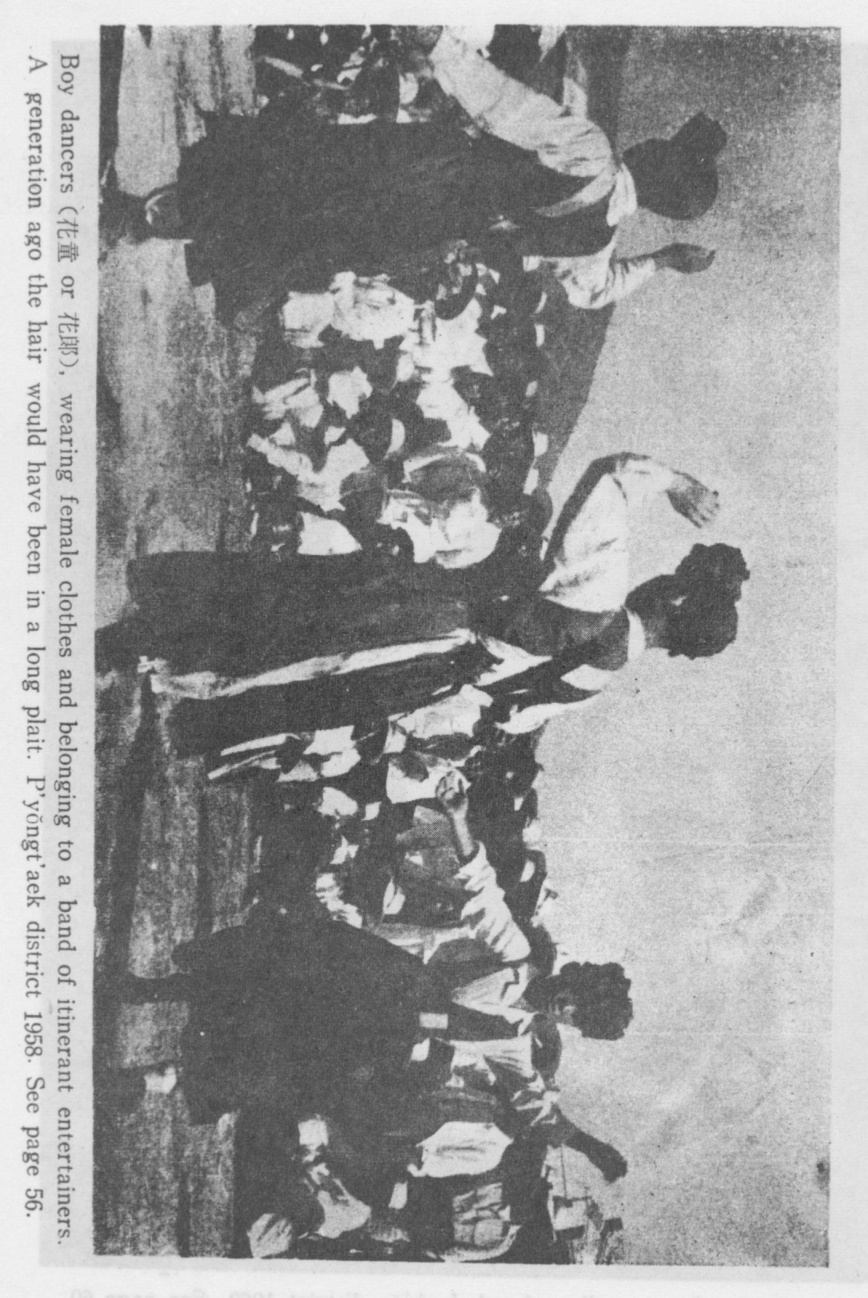 Boy dancers (花童 or 花郞), wearing female clothes and belonging to a band of itinerant entertainers.
A generation ago the hair would have been in a long plait. P'yŏngt'aek district 1958. See page 56.